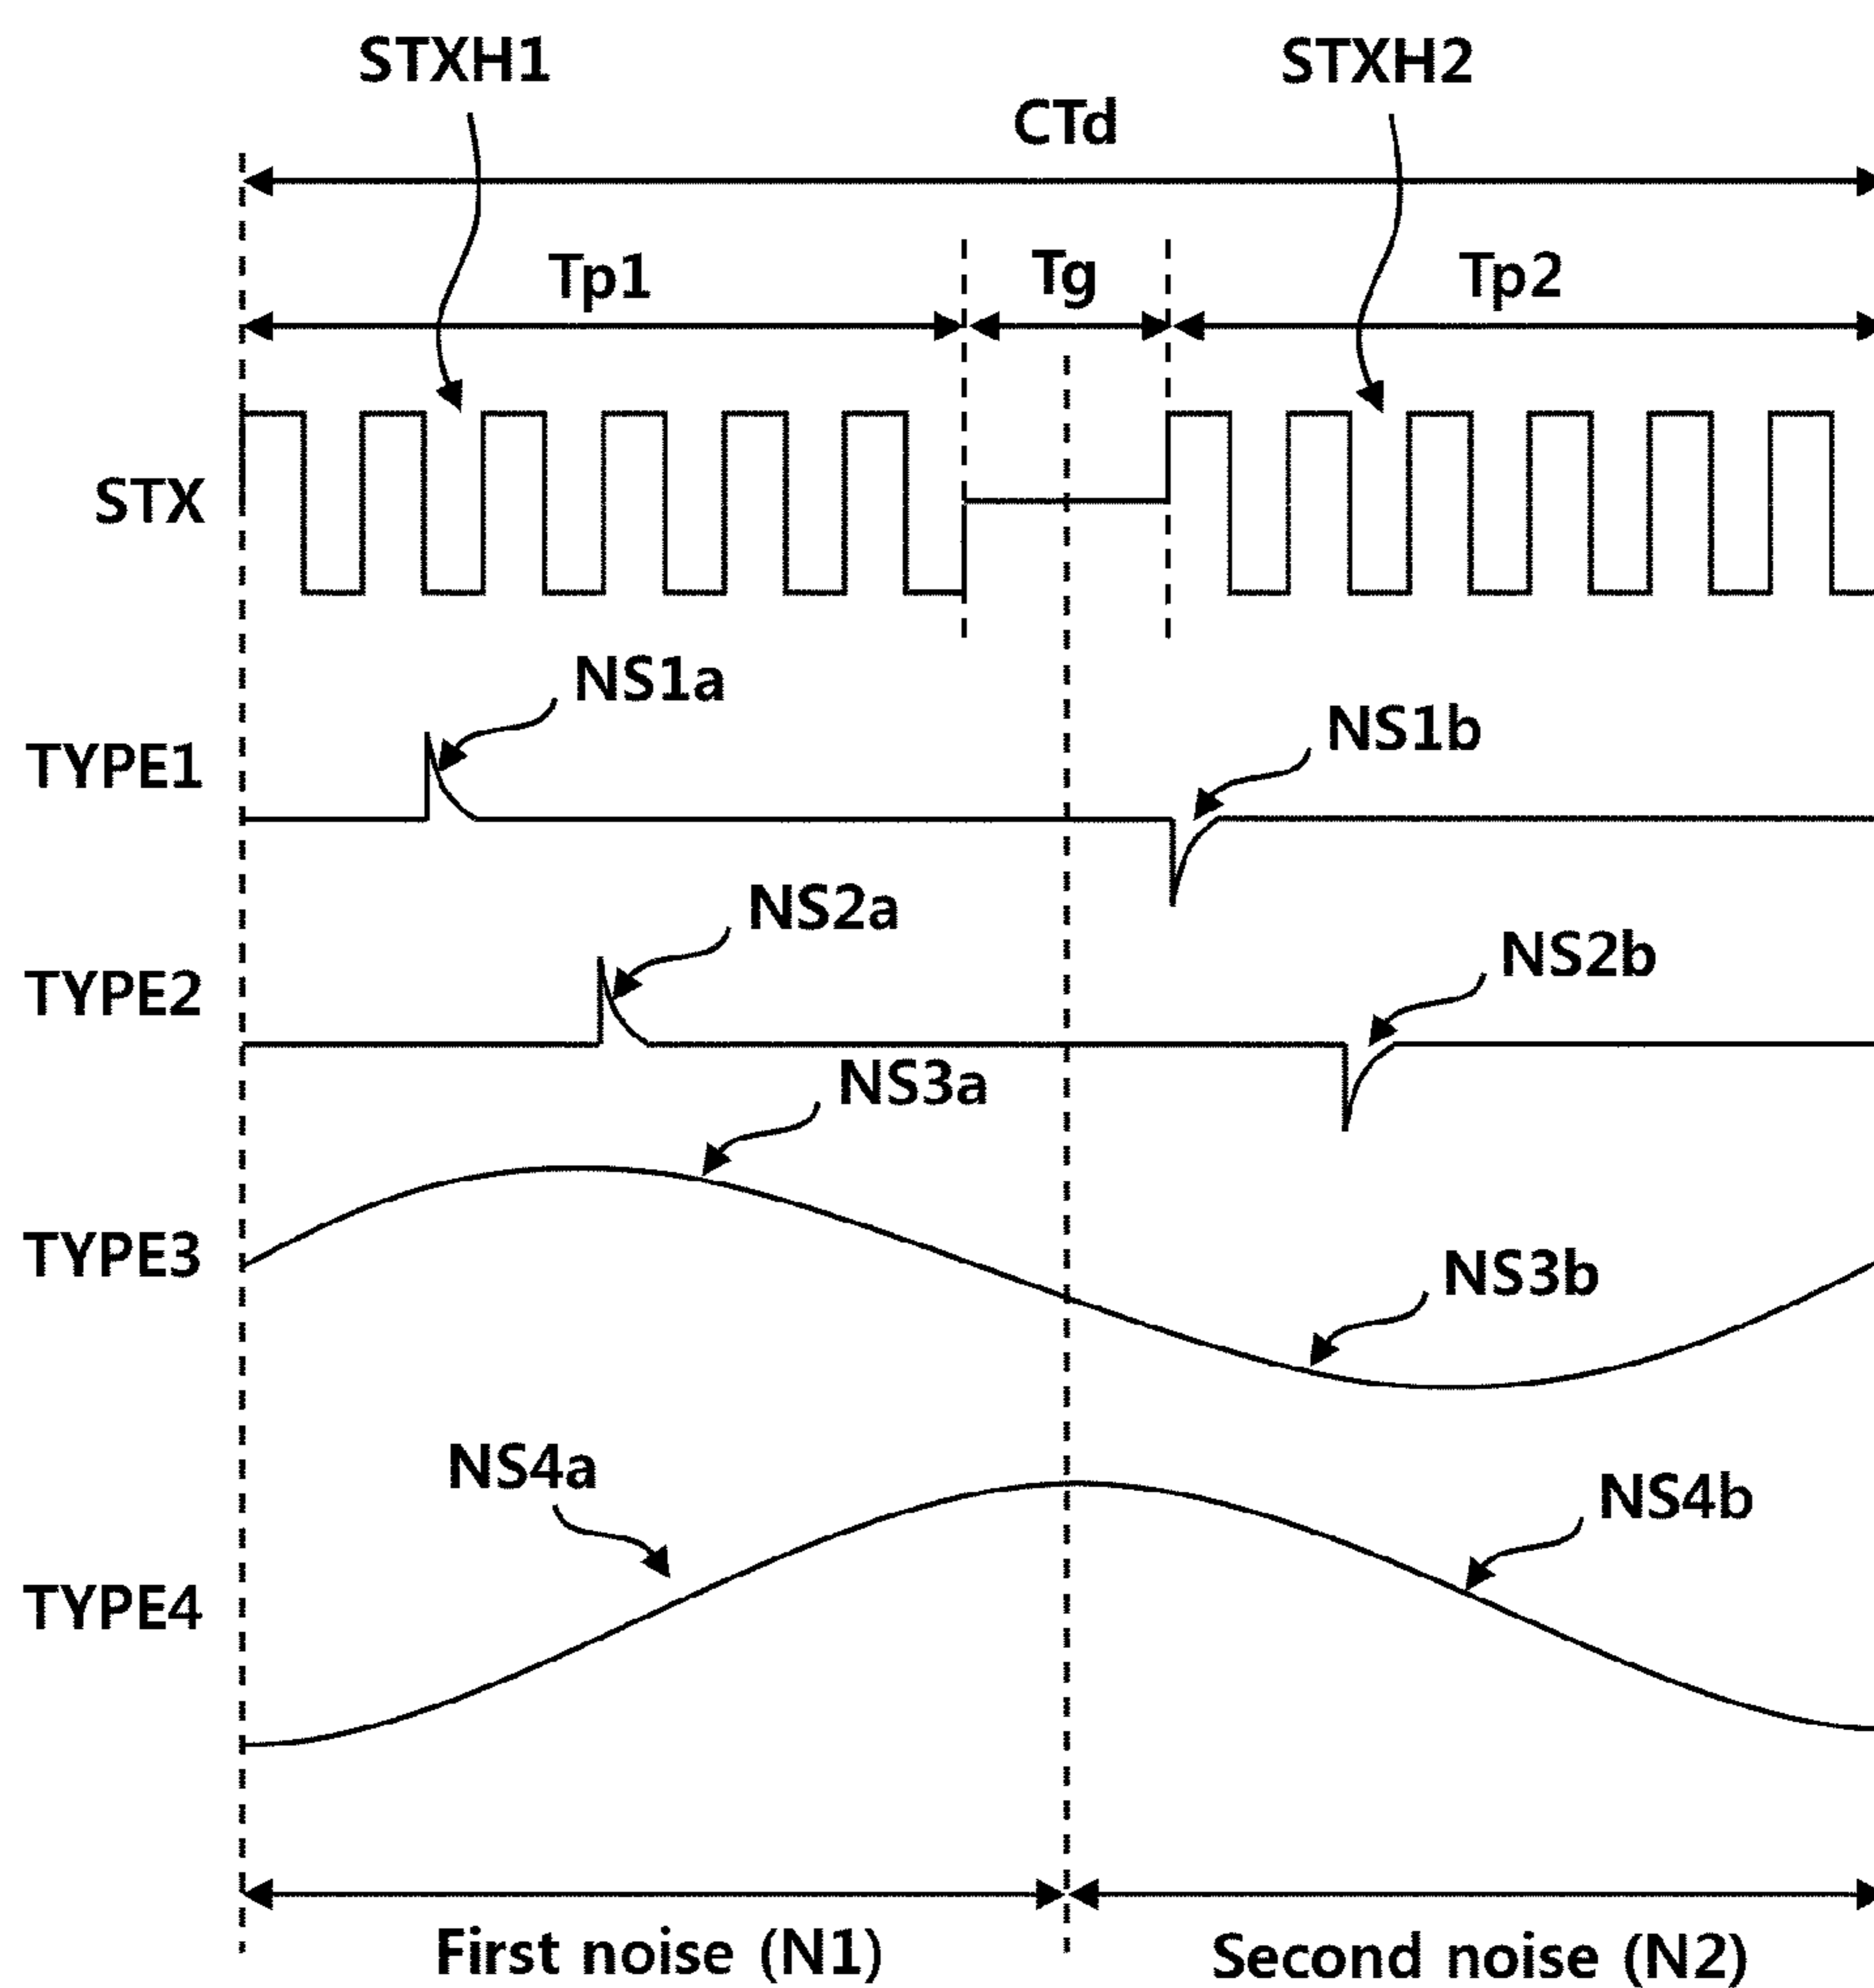 STXH1
STXH2
CTd
Tp1
Tg
Tp2
STX
NS1a
NS1b
TYPE1
NS2a
NS2b
TYPE2
NS3a
NS3b
TYPE3
NS4a
NS4b
TYPE4
First noise (N1)
Second noise (N2)